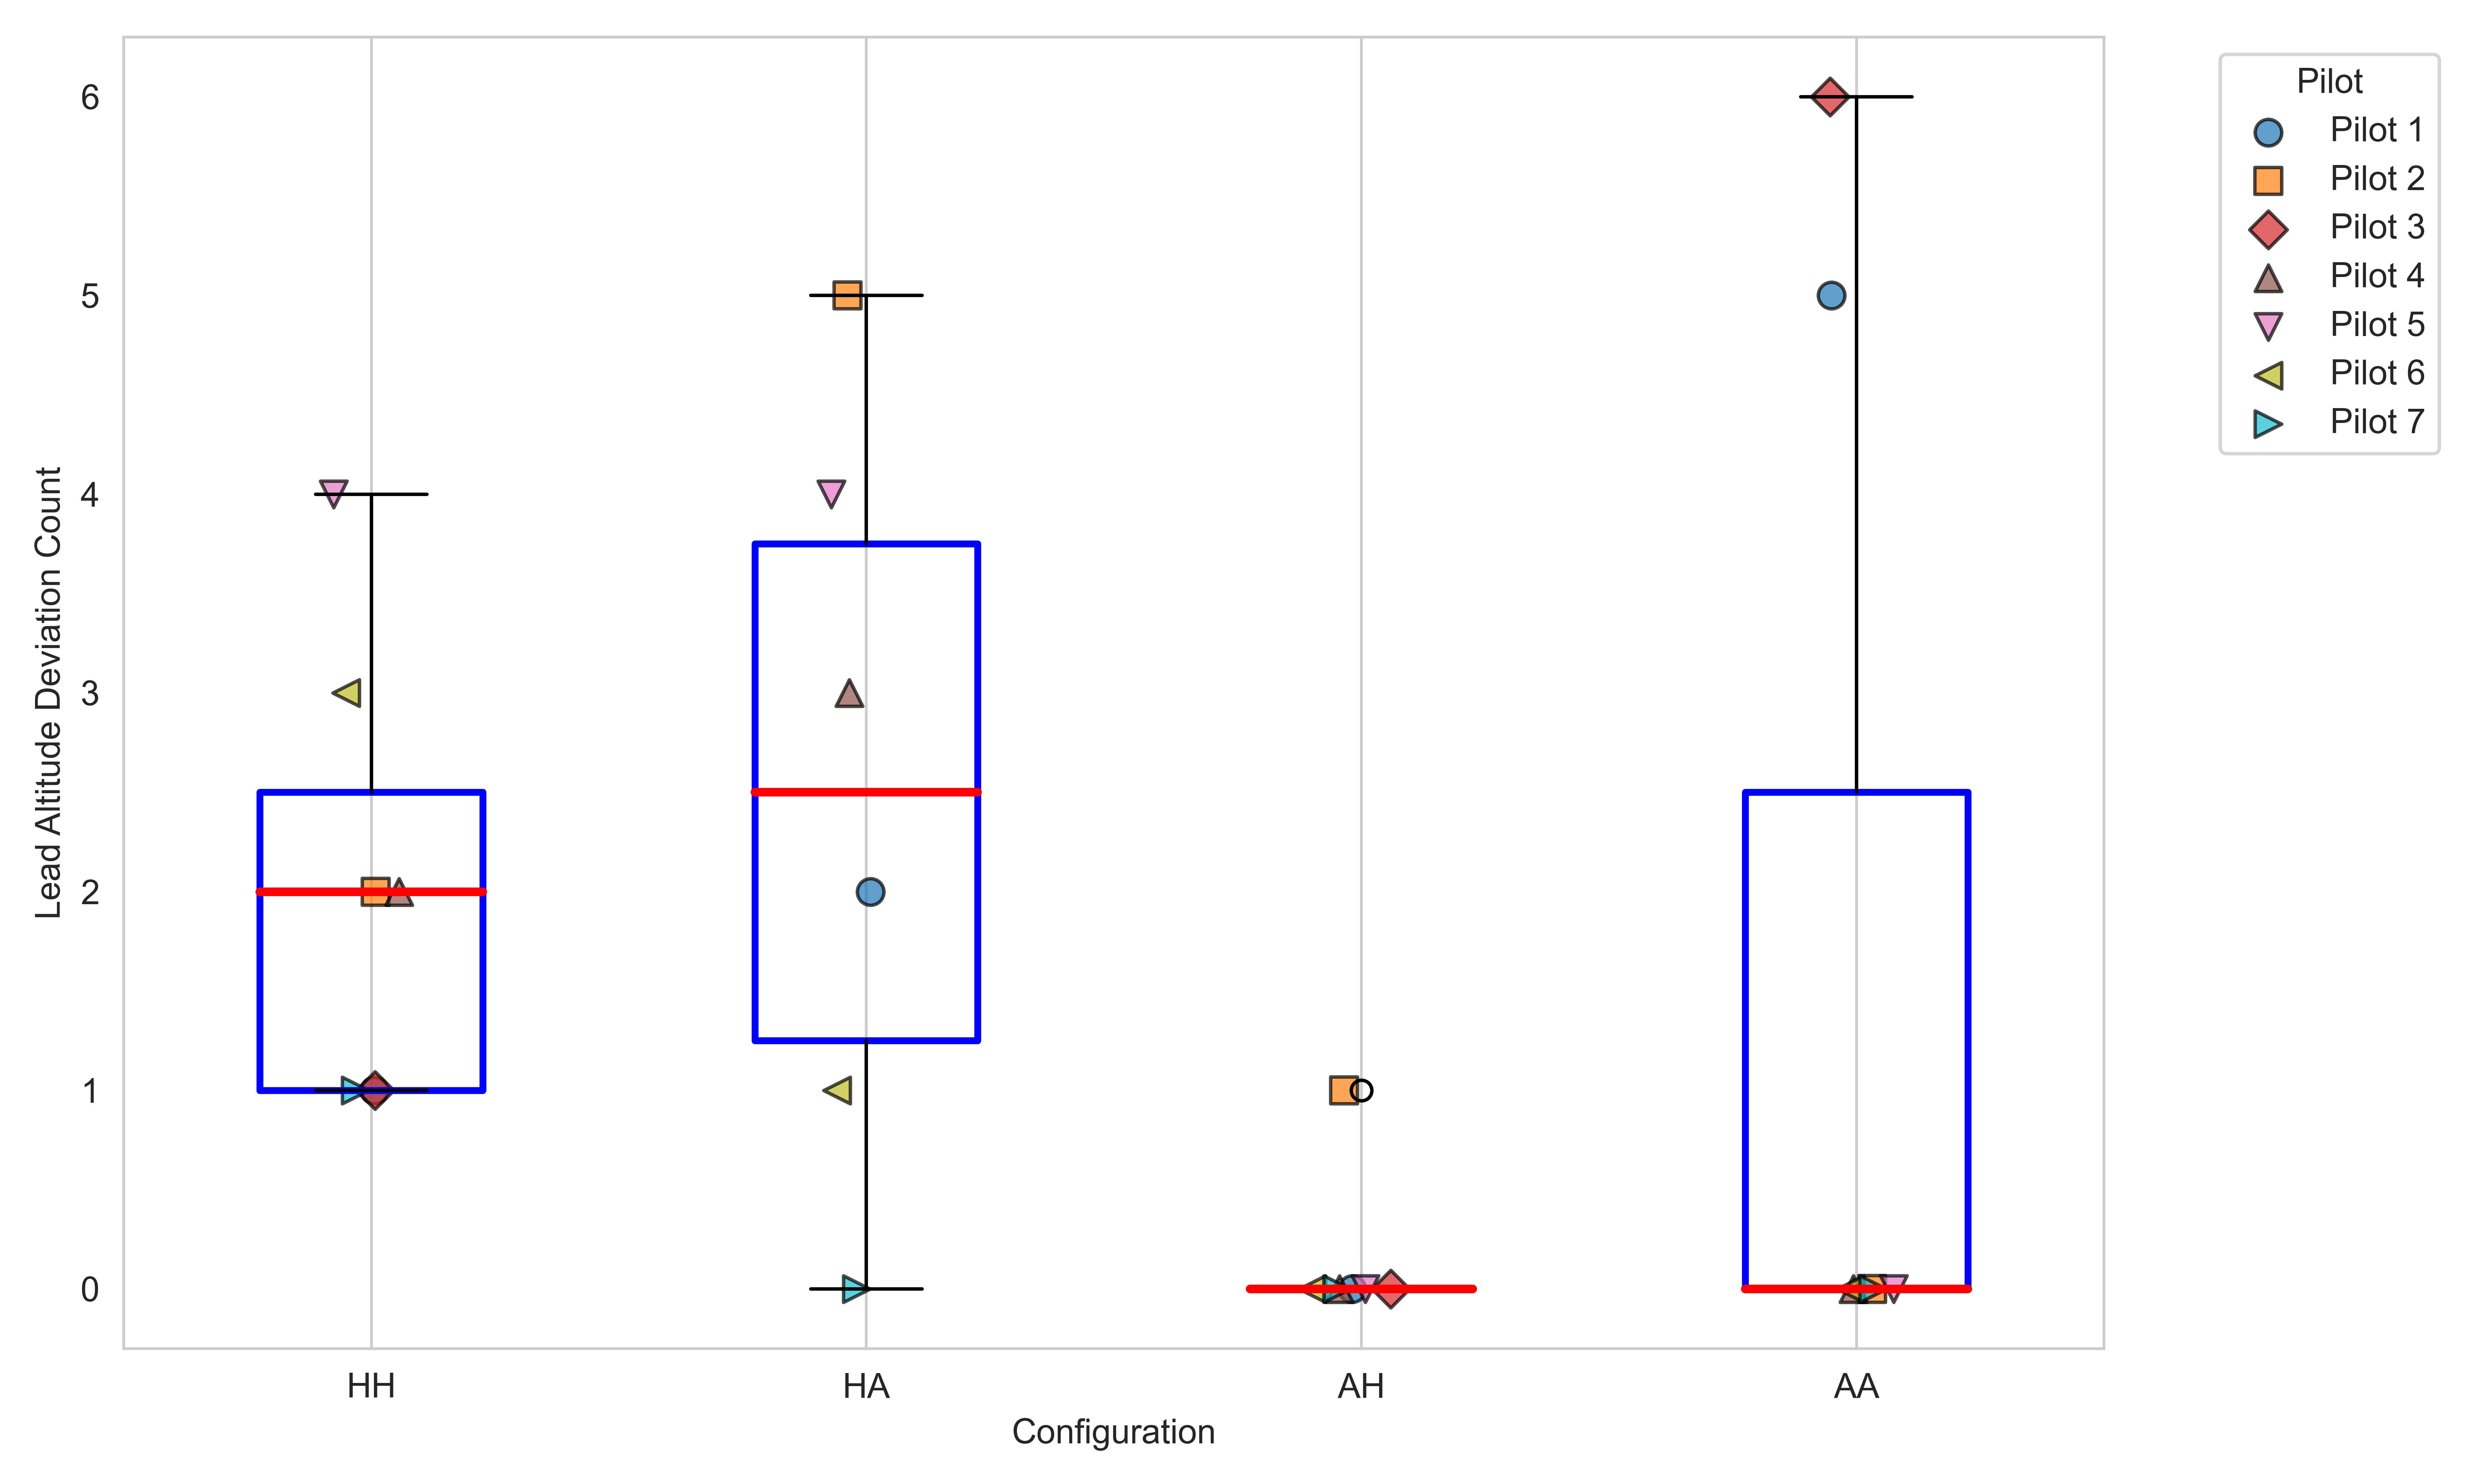 6
5
4
3
2
1
0
Lead Altitude Deviation Count
HH
HA
AH
AA
Configuration
Pilot
Pilot 1
Pilot 2
Pilot 3
Pilot 4
Pilot 5
Pilot 6
Pilot 7